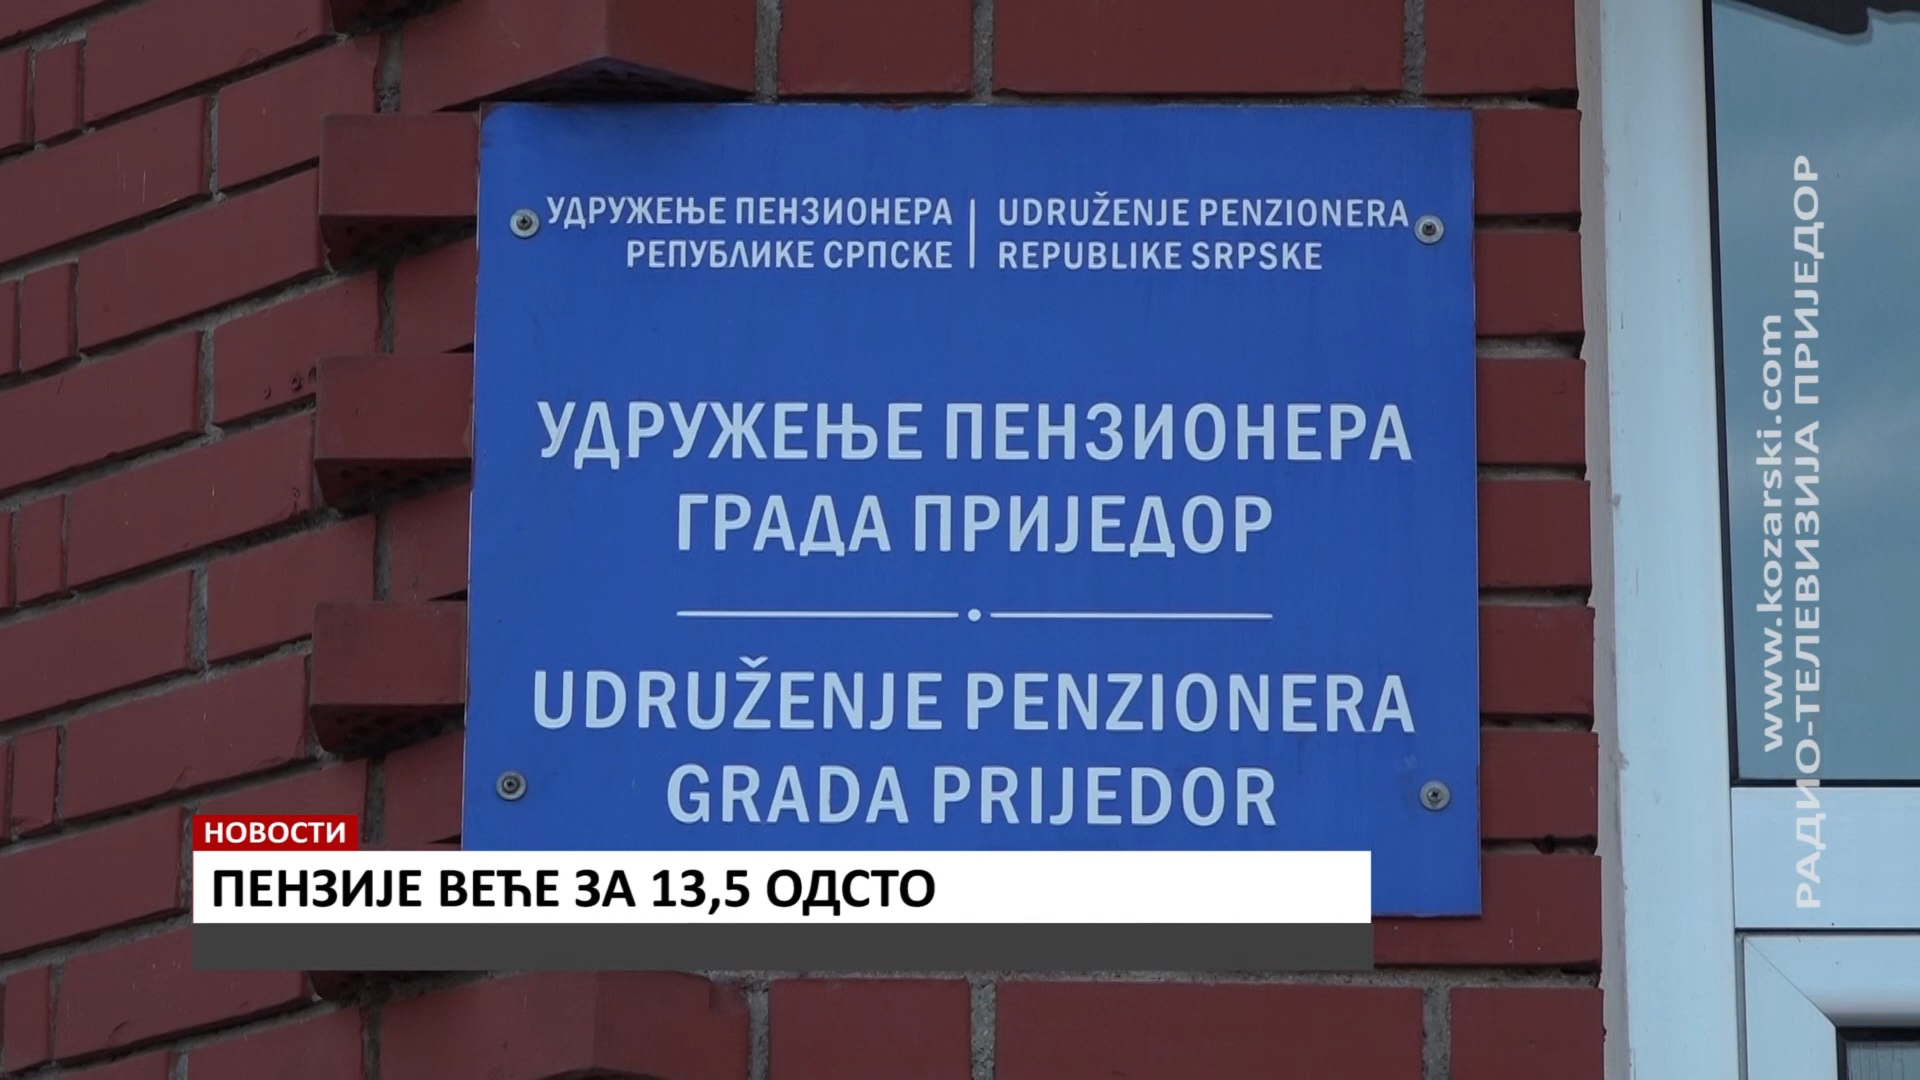 УДРУЖЕЊЕ ПЕНЗИОНЕРА
РЕПУБЛИКЕ СРПСКЕ
UDRUŽENJE PENZIONERA
REPUBLIKE SRPSKE
УДРУЖЕЊЕ ПЕНЗИОНЕРА
ГРАДА ПРИЈЕДОР
UDRUŽENJE PENZIONERA
GRADA PRIJEDOR
НОВОСТИ
ПЕНЗИЈЕ ВЕЋЕ ЗА 13,5 ОДСТО
www.kozarski.com
РАДИО-ТЕЛЕВИЗИЈА ПРИЈЕДОР